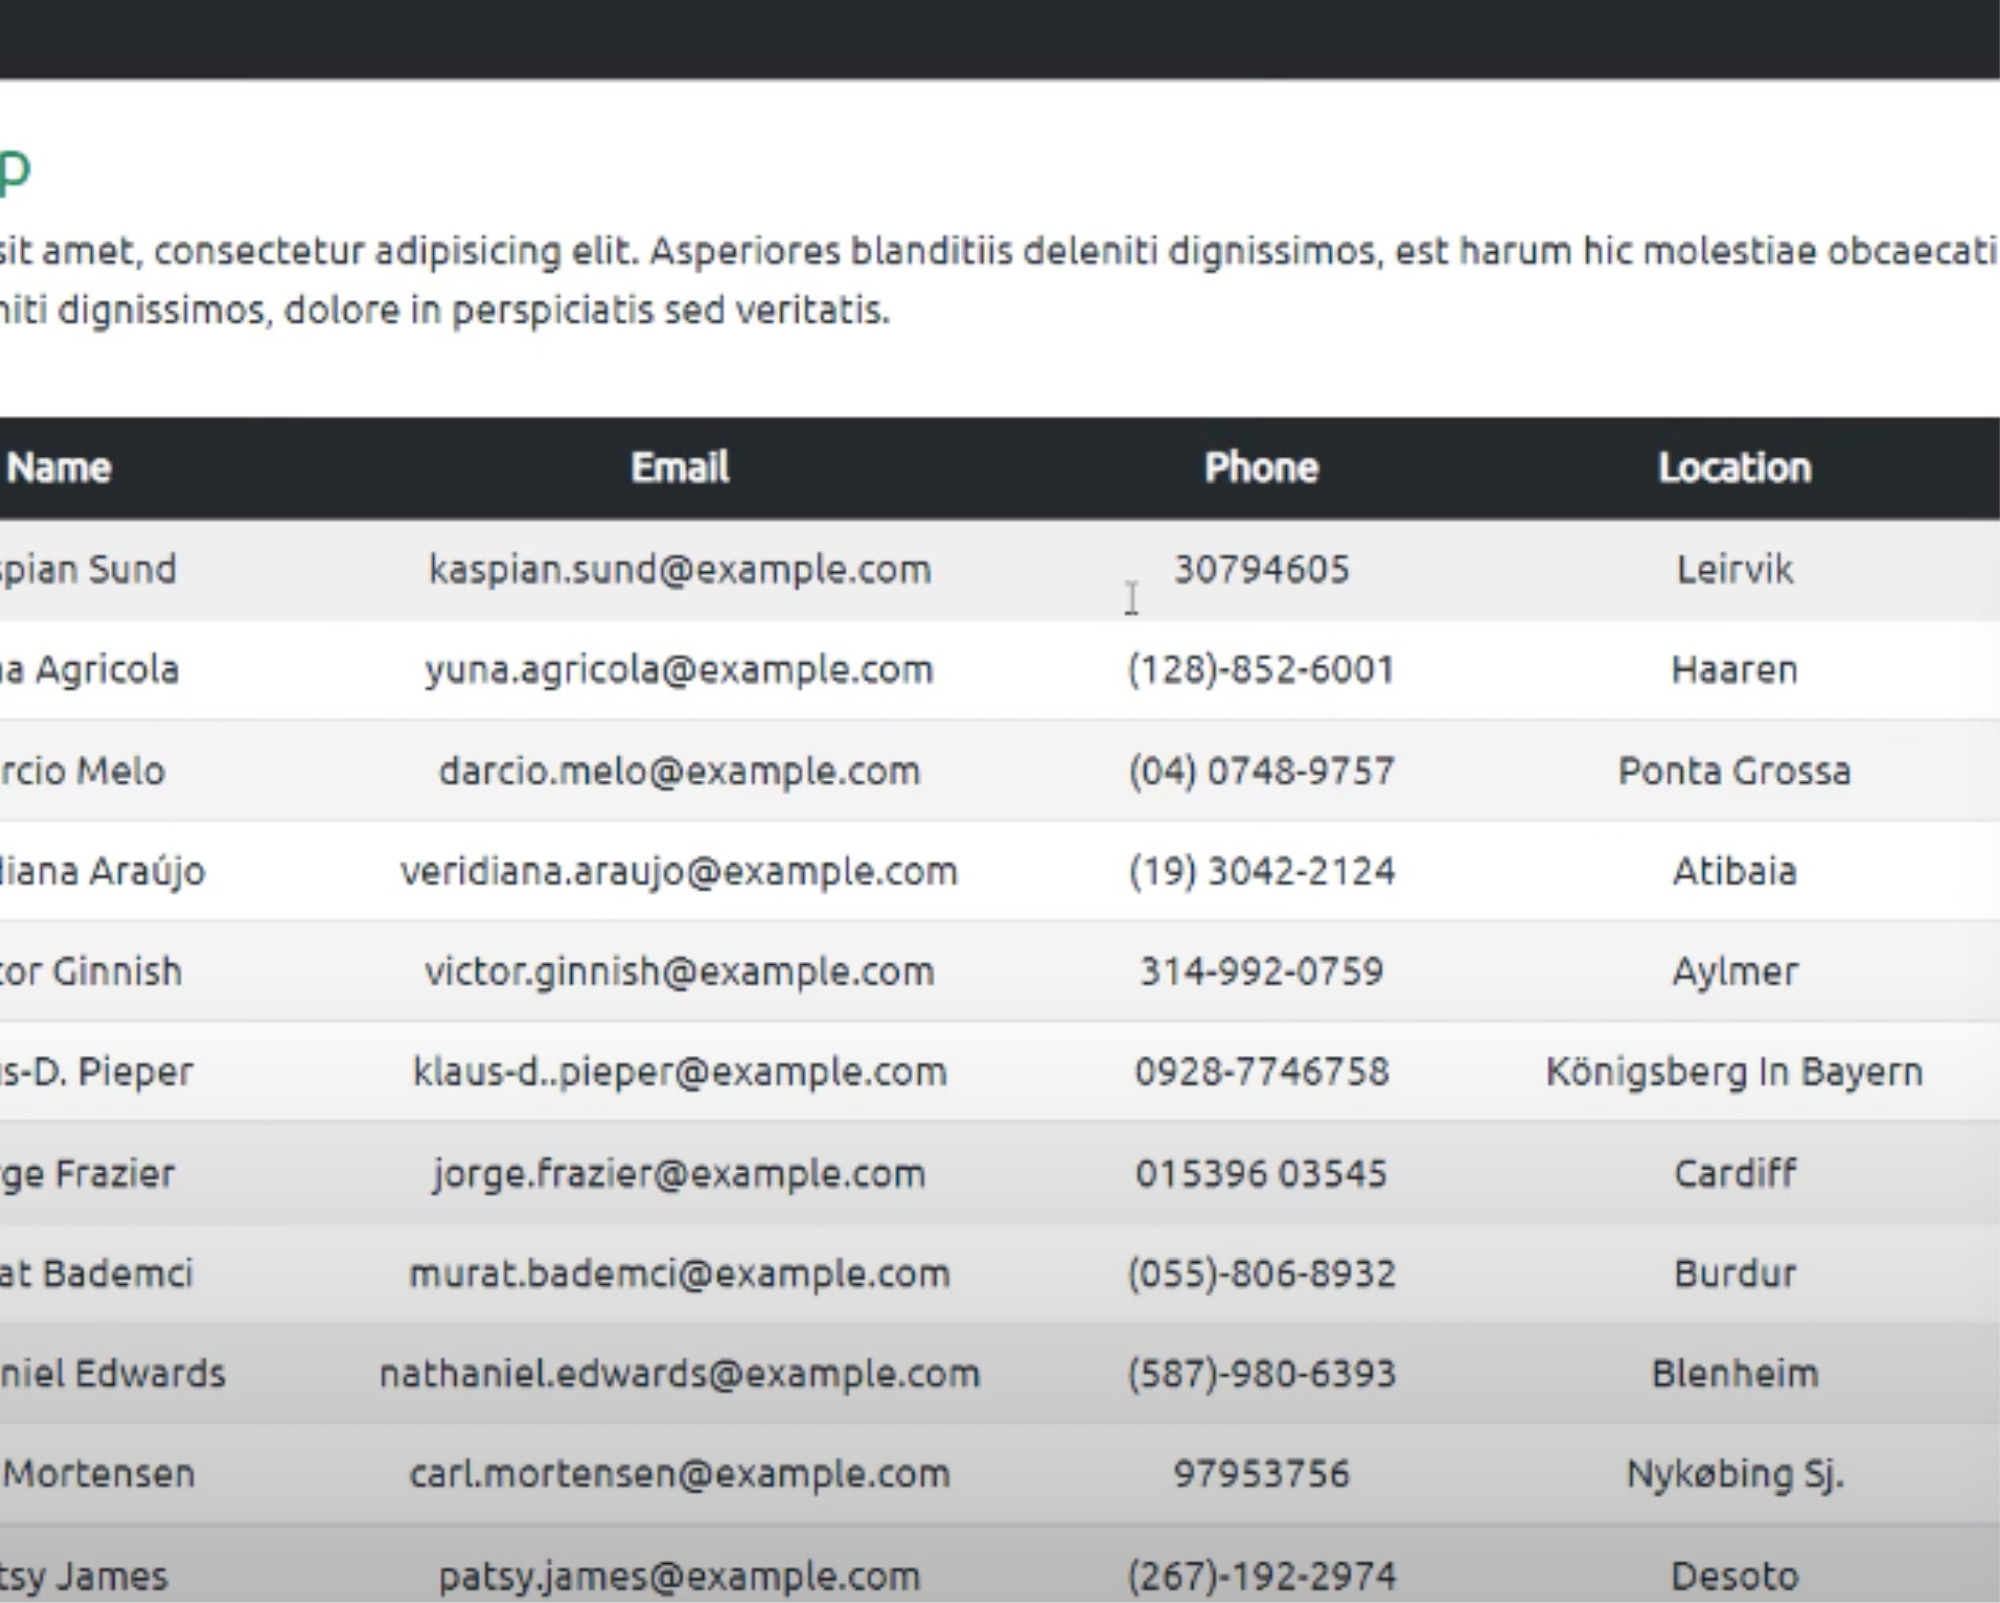 p
sit amet, consectetur adipisicing elit. Asperiores blanditiis deleniti dignissimos, est harum hic molestiae obcaecati
niti dignissimos, dolore in perspiciatis sed veritatis.
Name Email Phone Location
spian Sund kaspian.sund@example.com 30794605 Leirvik
na Agricola yuna.agricola@example.com (128)-852-6001 Haaren
rcio Melo darcio.melo@example.com (04) 0748-9757 Ponta Grossa
diana Araújo veridiana.araujo@example.com (19) 3042-2124 Atibaia
tor Ginnish victor.ginnish@example.com 314-992-0759 Aylmer
us-D. Pieper klaus-d..pieper@example.com 0928-7746758 Königsberg In Bayern
rge Frazier jorge.frazier@example.com 015396 03545 Cardiff
at Bademci murat.bademci@example.com (055)-806-8932 Burdur
niel Edwards nathaniel.edwards@example.com (587)-980-6393 Blenheim
Mortensen carl.mortensen@example.com 97953756 Nykøbing Sj.
tsy James patsy.james@example.com (267)-192-2974 Desoto